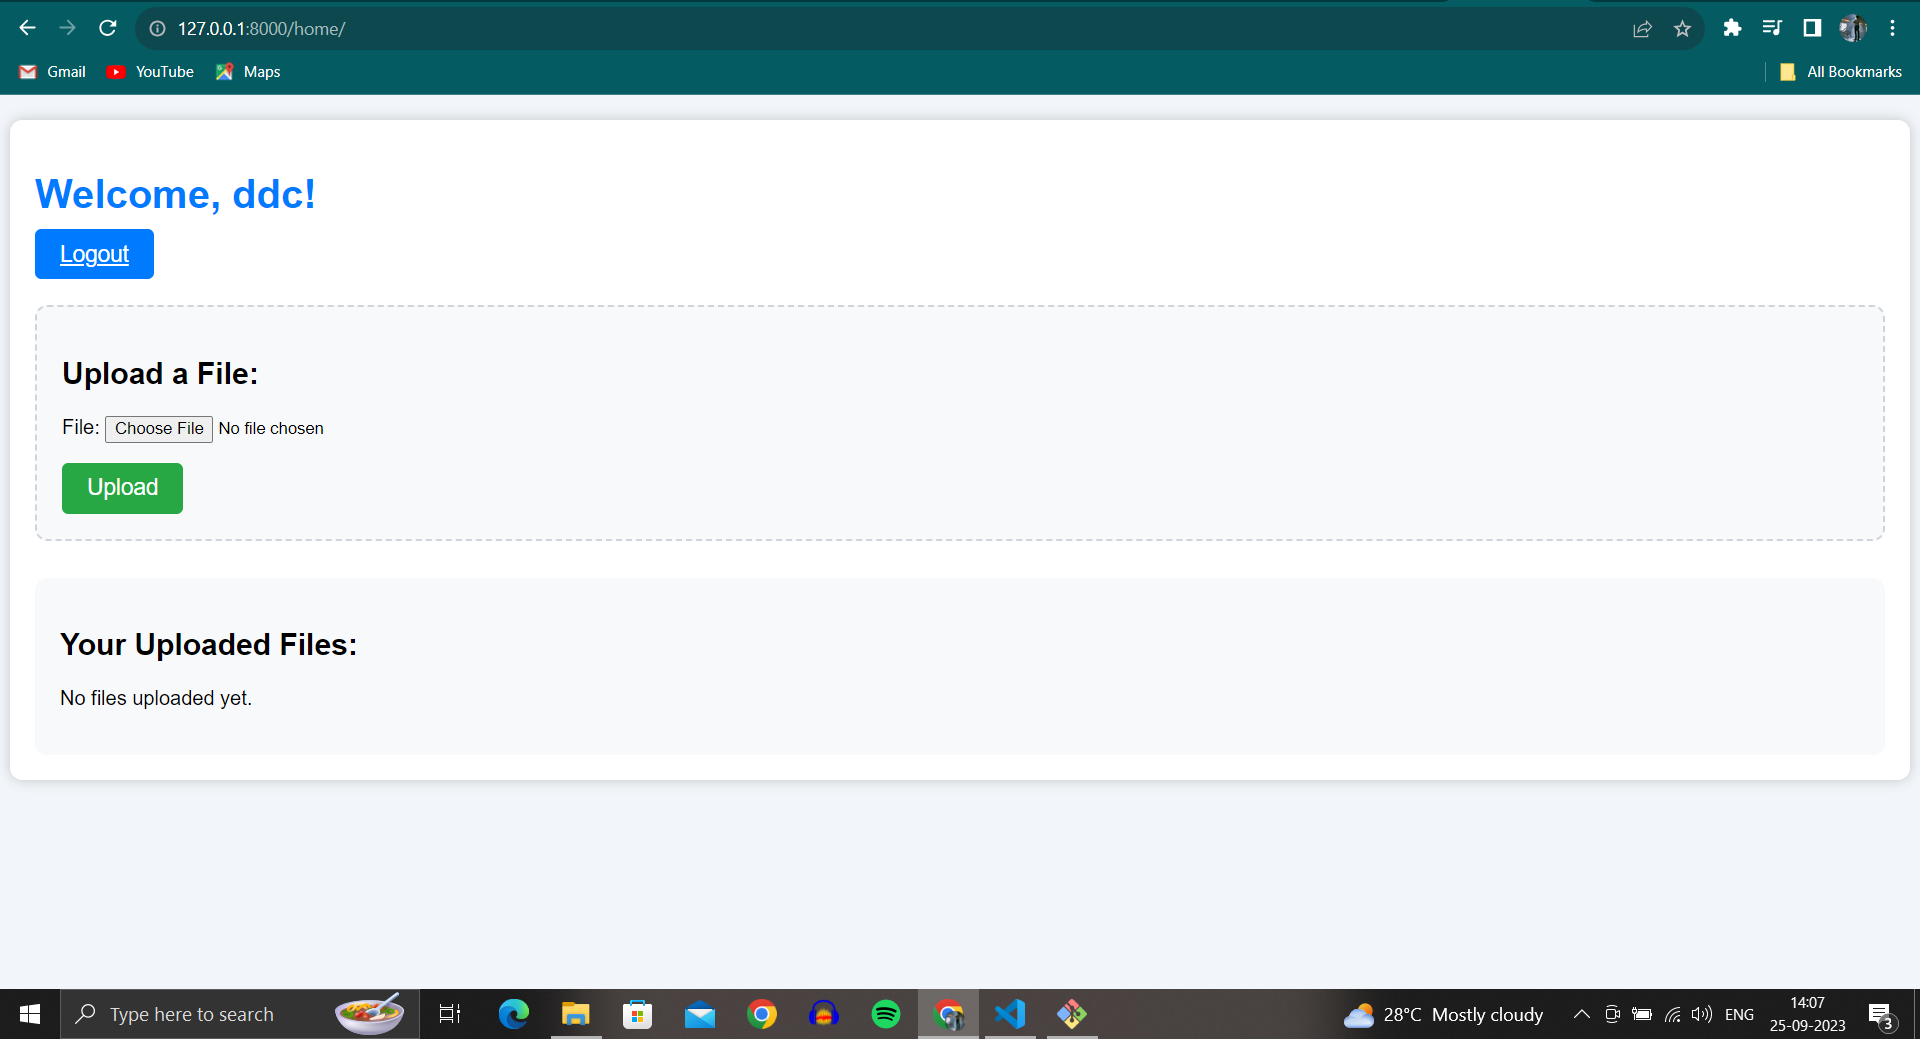 127.0.0.1:8000/home/
Gmail YouTube Maps All Bookmarks
Welcome, ddc!
Logout
Upload a File:
File: Choose File No file chosen
Upload
Your Uploaded Files:
No files uploaded yet.
Type here to search
28°C Mostly cloudy
ENG
14:07
25-09-2023
3